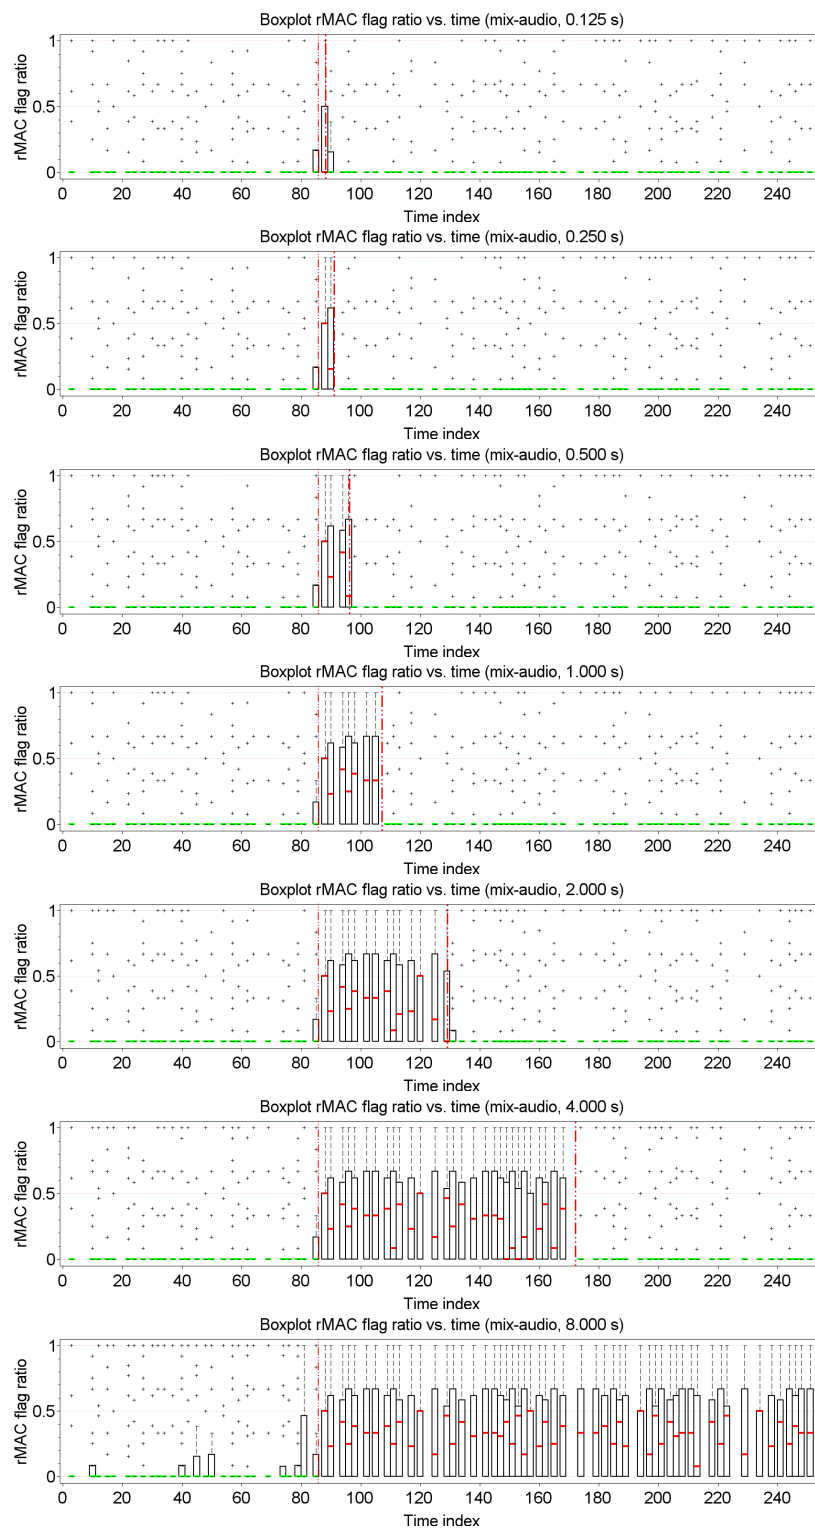 Boxplot rMAC flag ratio vs. time (mix-audio, 0.125 s)
rMAC flag ratio
1
0.5
0
0 20 40 60 80 100 120 140 160 180 200 220 240
Time index
Boxplot rMAC flag ratio vs. time (mix-audio, 0.250 s)
rMAC flag ratio
1
0.5
0
0 20 40 60 80 100 120 140 160 180 200 220 240
Time index
Boxplot rMAC flag ratio vs. time (mix-audio, 0.500 s)
rMAC flag ratio
1
0.5
0
0 20 40 60 80 100 120 140 160 180 200 220 240
Time index
Boxplot rMAC flag ratio vs. time (mix-audio, 1.000 s)
rMAC flag ratio
1
0.5
0
0 20 40 60 80 100 120 140 160 180 200 220 240
Time index
Boxplot rMAC flag ratio vs. time (mix-audio, 2.000 s)
rMAC flag ratio
1
0.5
0
0 20 40 60 80 100 120 140 160 180 200 220 240
Time index
Boxplot rMAC flag ratio vs. time (mix-audio, 4.000 s)
rMAC flag ratio
1
0.5
0
0 20 40 60 80 100 120 140 160 180 200 220 240
Time index
Boxplot rMAC flag ratio vs. time (mix-audio, 8.000 s)
rMAC flag ratio
1
0.5
0
0 20 40 60 80 100 120 140 160 180 200 220 240
Time index